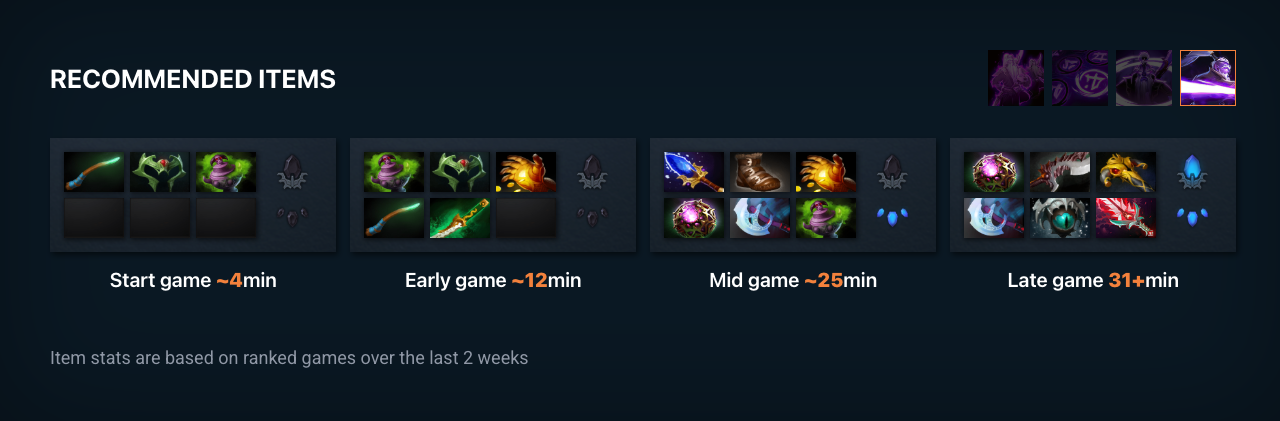 RECOMMENDED ITEMS
Start game ~4min
Early game ~12min
Mid game ~25min
Late game 31+min
Item stats are based on ranked games over the last 2 weeks